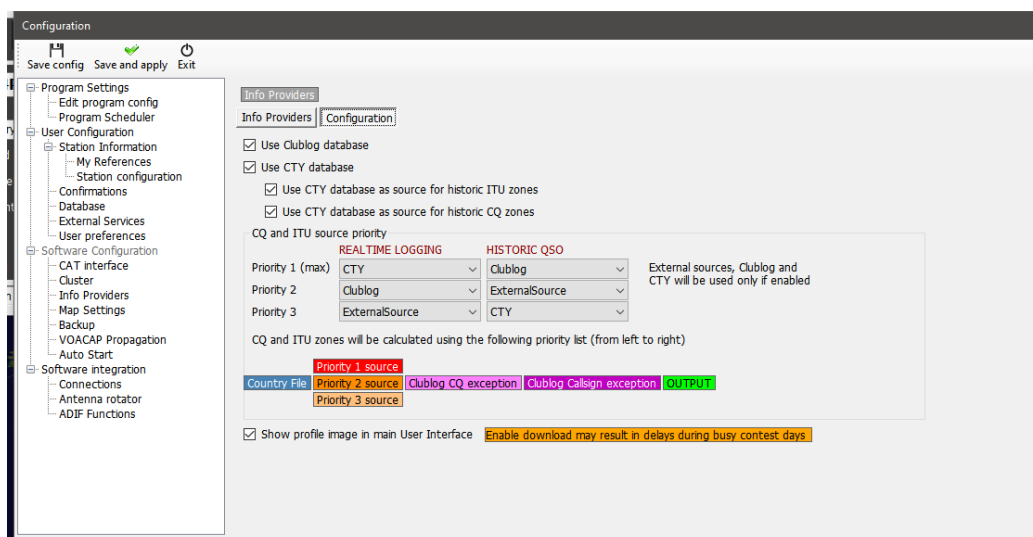 Configuration
Save config Save and apply Exit
Program Settings
Edit program config
Program Scheduler
User Configuration
Station Information
My References
Station configuration
Confirmations
Database
External Services
User preferences
Software Configuration
CAT interface
Cluster
Info Providers
Map Settings
Backup
VOACAP Propagation
Auto Start
Software integration
Connections
Antenna rotator
ADIF Functions
Info Providers
Info Providers Configuration
Use Clublog database
Use CTY database
Use CTY database as source for historic ITU zones
Use CTY database as source for historic CQ zones
CQ and ITU source priority
REALTIME LOGGING HISTORIC QSO
Priority 1 (max) CTY Clublog
Priority 2 Clublog ExternalSource
Priority 3 ExternalSource CTY
External sources, Clublog and
CTY will be used only if enabled
CQ and ITU zones will be calculated using the following priority list (from left to right)
Priority 1 source
Country File Priority 2 source Clublog CQ exception Clublog Callsign exception OUTPUT
Priority 3 source
Show profile image in main User Interface Enable download may result in delays during busy contest days